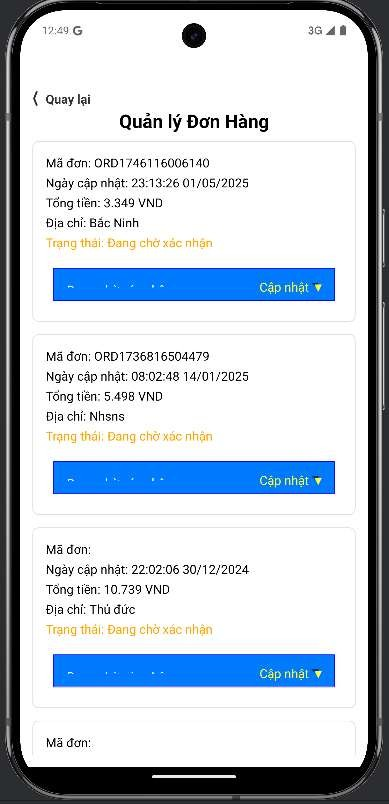 12:49 G
3G
⟨ Quay lại
Quản lý Đơn Hàng
Mã đơn: ORD1746116006140
Ngày cập nhật: 23:13:26 01/05/2025
Tổng tiền: 3.349 VND
Địa chỉ: Bắc Ninh
Trạng thái: Đang chờ xác nhận
Cập nhật ▼
Mã đơn: ORD1736816504479
Ngày cập nhật: 08:02:48 14/01/2025
Tổng tiền: 5.498 VND
Địa chỉ: Nhsns
Trạng thái: Đang chờ xác nhận
Cập nhật ▼
Mã đơn:
Ngày cập nhật: 22:02:06 30/12/2024
Tổng tiền: 10.739 VND
Địa chỉ: Thủ đức
Trạng thái: Đang chờ xác nhận
Cập nhật ▼
Mã đơn: